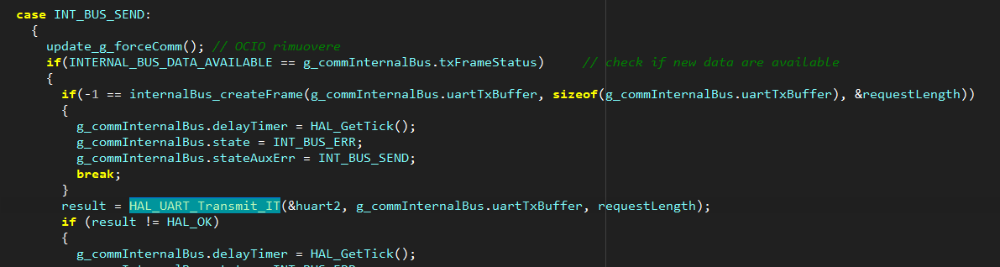 case INT_BUS_SEND:
{
update_g_forceComm(); // OCIO rimuovere
if(INTERNAL_BUS_DATA_AVAILABLE == g_commInternalBus.txFrameStatus) // check if new data are available
{
if(-1 == internalBus_createFrame(g_commInternalBus.uartTxBuffer, sizeof(g_commInternalBus.uartTxBuffer), &requestLength))
{
g_commInternalBus.delayTimer = HAL_GetTick();
g_commInternalBus.state = INT_BUS_ERR;
g_commInternalBus.stateAuxErr = INT_BUS_SEND;
break;
}
result = HAL_UART_Transmit_IT(&huart2, g_commInternalBus.uartTxBuffer, requestLength);
if (result != HAL_OK)
{
g_commInternalBus.delayTimer = HAL_GetTick();